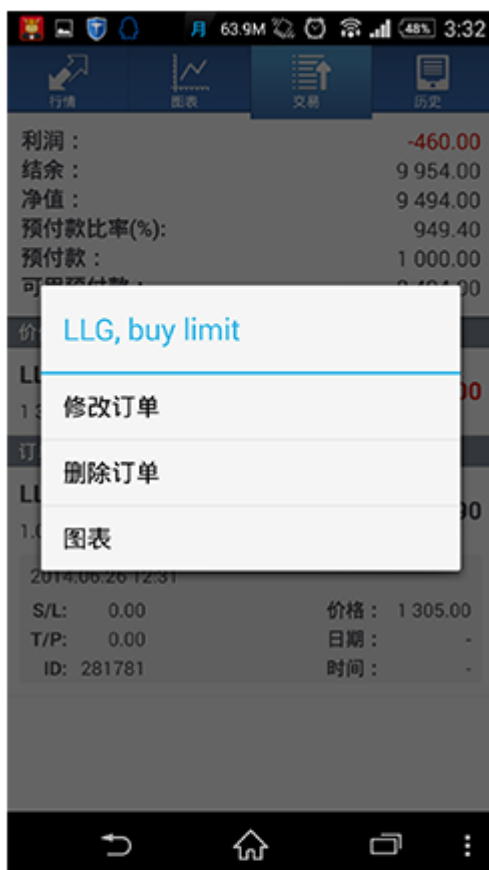 月 63.9M 48% 3:32
行情 图表 交易 历史
利润： -460.00
结余： 9 954.00
净值： 9 494.00
预付款比率(%): 949.40
预付款： 1 000.00
LLG, buy limit
修改订单
删除订单
图表
2014.06.26 12:31
S/L: 0.00 价格： 1 305.00
T/P: 0.00 日期： -
ID: 281781 时间： -